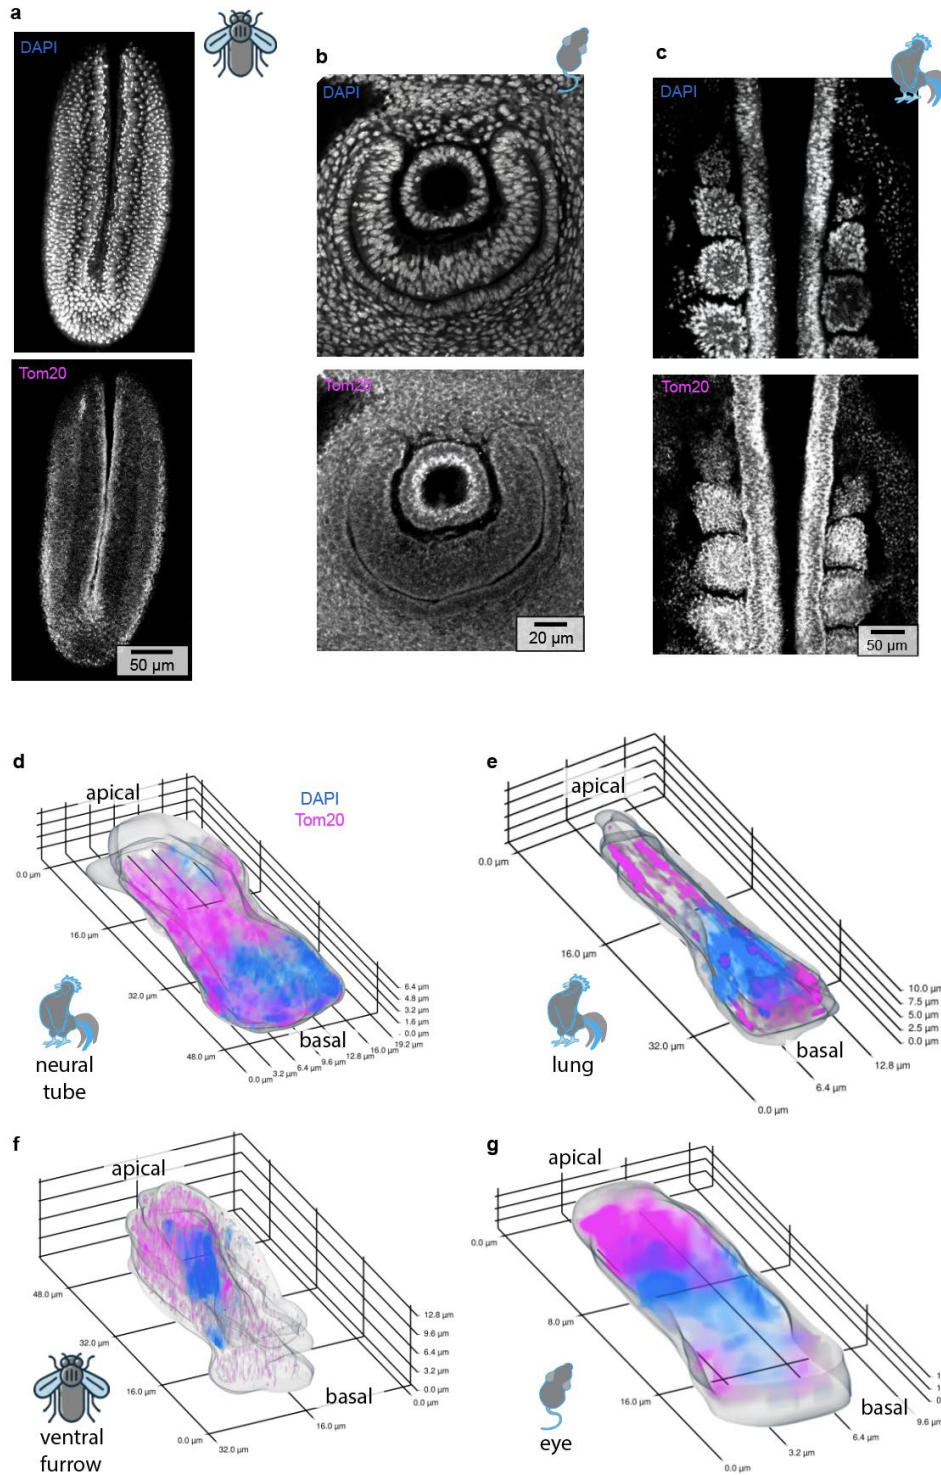 a
DAPI
Tom20
50 µm
b
DAPI
Tom20
20 µm
c
DAPI
Tom20
50 µm
d
apical
DAPI
Tom20
0.0 µm
16.0 µm
32.0 µm
48.0 µm
0.0 µm
3.2 µm
6.4 µm
9.6 µm
12.8 µm
16.0 µm
19.2 µm
6.4 µm
4.8 µm
3.2 µm
1.6 µm
0.0 µm
basal
neural
tube
e
apical
0.0 µm
16.0 µm
32.0 µm
0.0 µm
6.4 µm
12.8 µm
10.0 µm
7.5 µm
5.0 µm
2.5 µm
0.0 µm
basal
lung
f
apical
48.0 µm
32.0 µm
16.0 µm
0.0 µm
32.0 µm
16.0 µm
0.0 µm
12.8 µm
9.6 µm
6.4 µm
3.2 µm
0.0 µm
basal
ventral
furrow
g
apical
0.0 µm
8.0 µm
16.0 µm
0.0 µm
3.2 µm
6.4 µm
9.6 µm
basal
eye